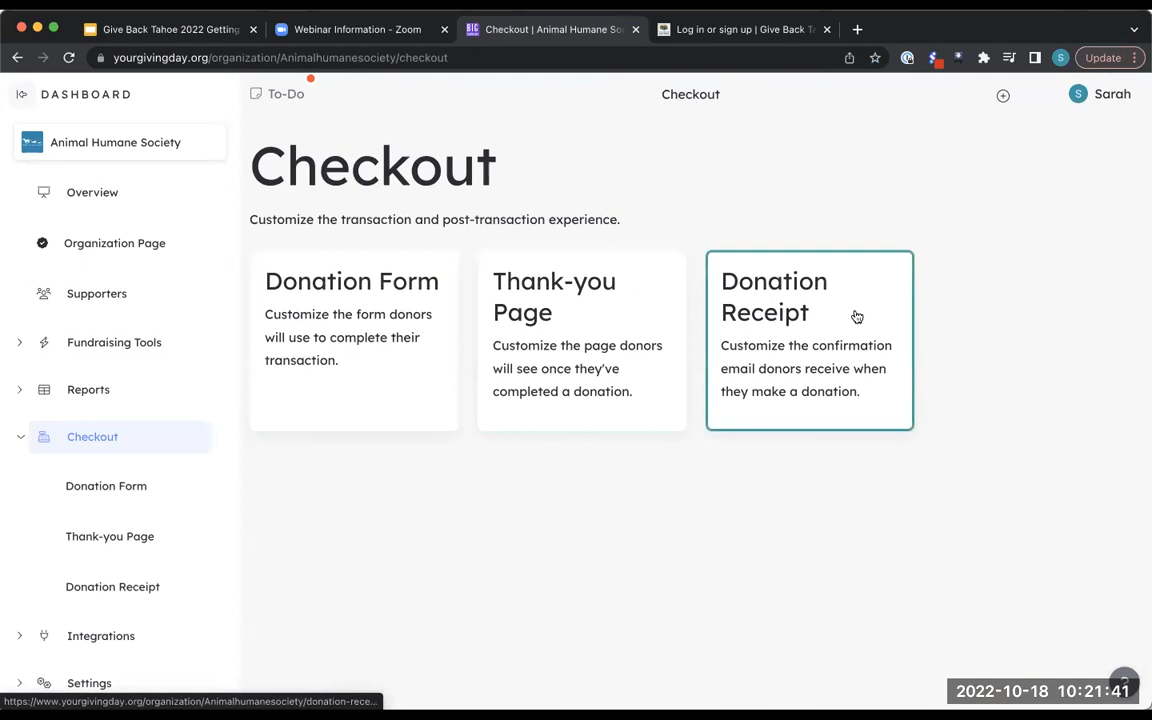 Give Back Tahoe 2022 Getting
Webinar Information - Zoom
Checkout | Animal Humane So
Log in or sign up | Give Back T
yourgivingday.org/organization/Animalhumanesociety/checkout
S
Update
DASHBOARD
To-Do
Checkout
S
Sarah
Animal Humane Society
Overview
Organization Page
Supporters
Fundraising Tools
Reports
Checkout
Donation Form
Thank-you Page
Donation Receipt
Integrations
Settings
Checkout
Customize the transaction and post-transaction experience.
Donation Form
Customize the form donors
will use to complete their
transaction.
Thank-you
Page
Customize the page donors
will see once they've
completed a donation.
Donation
Receipt
Customize the confirmation
email donors receive when
they make a donation.
https://www.yourgivingday.org/organization/Animalhumanesociety/donation-rece...
?
2022-10-18 10:21:41